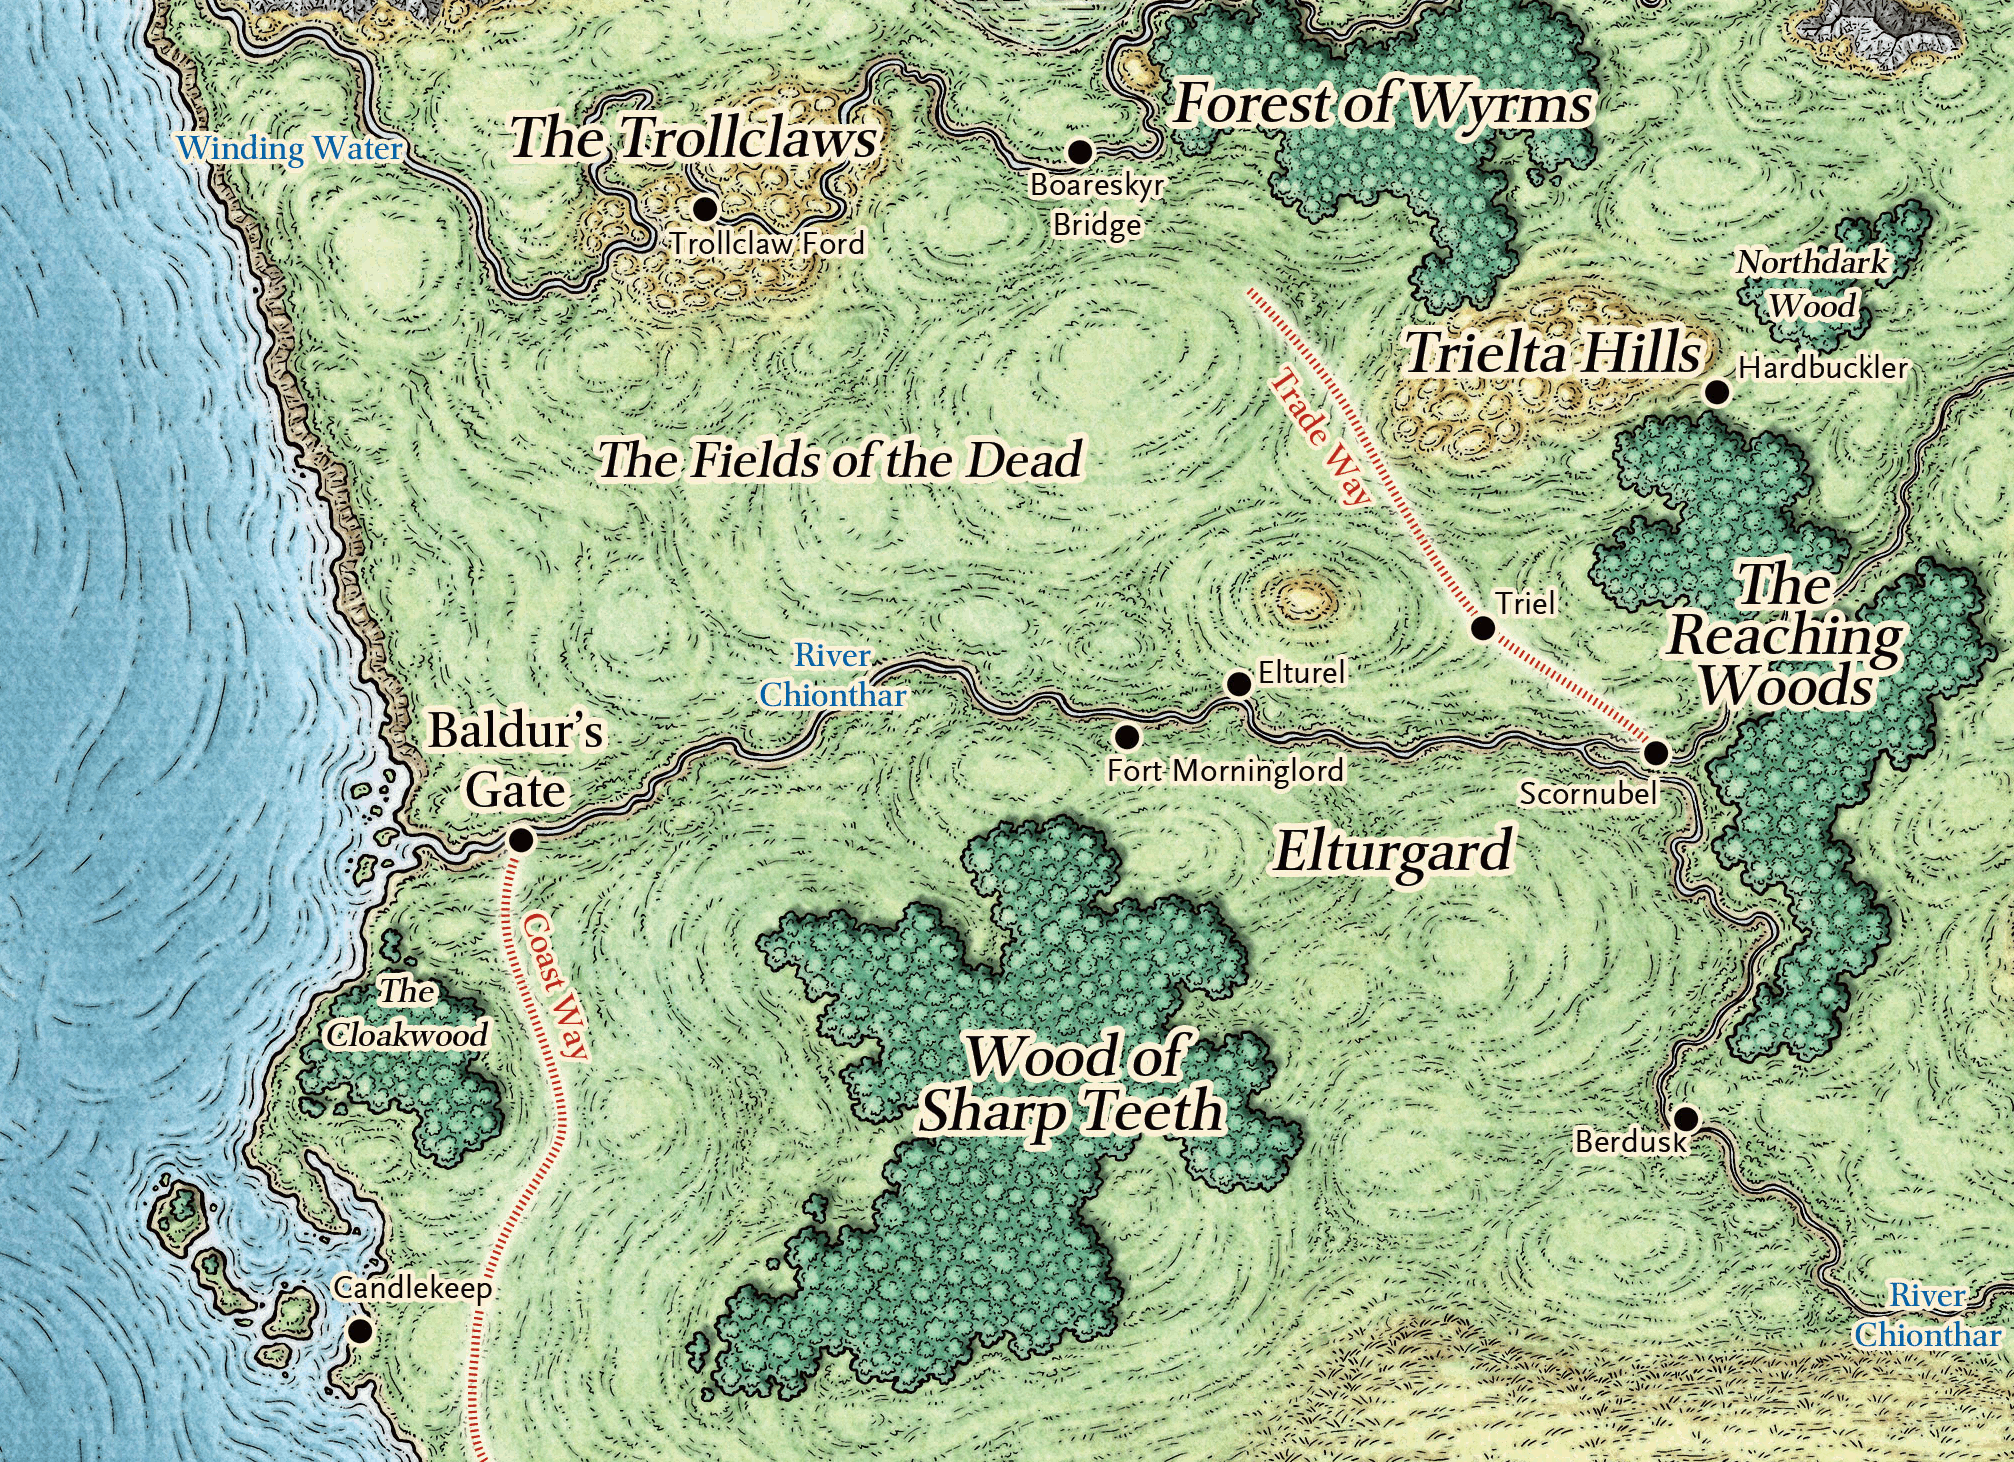 Forest of Wyrms
The Trollclaws
Winding Water
Boareskyr
Bridge
Trollclaw Ford
Northdark
Wood
Trielta Hills
Hardbuckler
Trade Way
The Fields of the Dead
The
Reaching
Woods
Triel
River
Chionthar
Elturel
Baldur's
Gate
Fort Morninglord
Scornubel
Elturgard
Coast Way
The
Cloakwood
Wood of
Sharp Teeth
Berdusk
Candlekeep
River
Chionthar